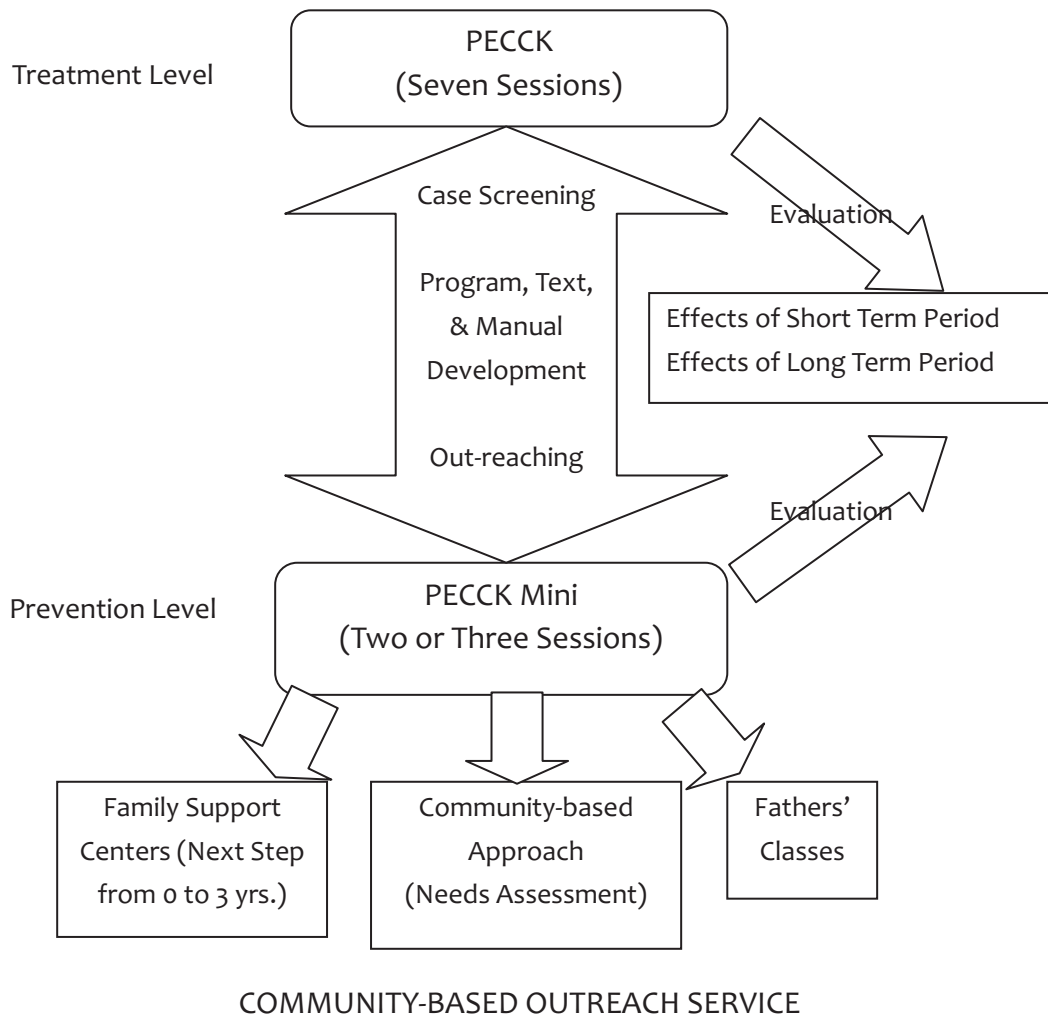 PECCK
(Seven Sessions)
Treatment Level
Case Screening
Evaluation
Program, Text,
& Manual
Development
Effects of Short Term Period
Effects of Long Term Period
Out-reaching
Evaluation
Prevention Level
PECCK Mini
(Two or Three Sessions)
Family Support
Centers (Next Step
from 0 to 3 yrs.)
Community-based
Approach
(Needs Assessment)
Fathers’
Classes
COMMUNITY-BASED OUTREACH SERVICE